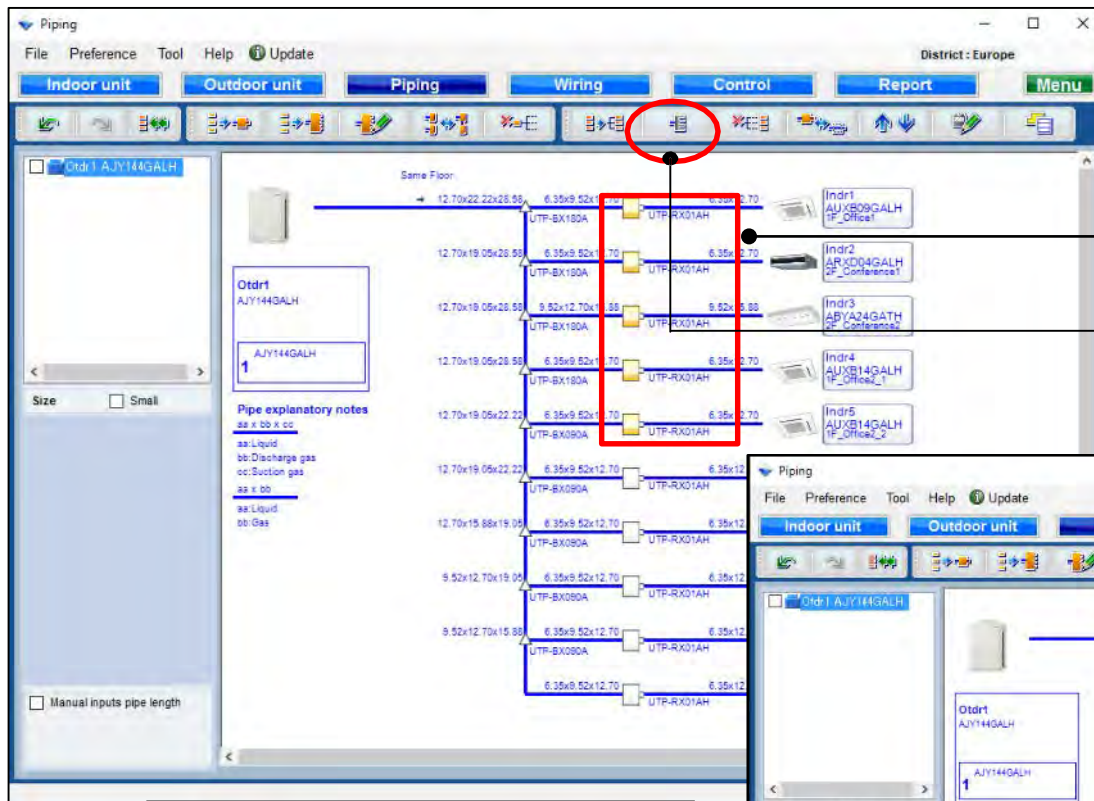 Piping
File Preference Tool Help Update District : Europe
Indoor unit Outdoor unit Piping Wiring Control Report Menu
Otdr1 AJY144GALH
Size Small
Manual inputs pipe length
Same Floor
Otdr1
AJY144GALH
AJY144GALH
1
Pipe explanatory notes
aa x bb x cc
aa:Liquid
bb:Discharge gas
cc:Suction gas
aa x bb
aa:Liquid
bb:Gas
12.70x22.22x28.58 6.35x9.52x12.70 6.35x12.70
UTP-BX180A UTP-RX01AH
Indr1
AUXB09GALH
1F_Office1
12.70x19.05x28.58 6.35x9.52x12.70 6.35x12.70
UTP-BX180A UTP-RX01AH
Indr2
ARXD04GALH
2F_Conference1
12.70x19.05x28.58 9.52x12.70x15.88 9.52x15.88
UTP-BX180A UTP-RX01AH
Indr3
ABYA24GATH
2F_Conference2
12.70x19.05x28.58 6.35x9.52x12.70 6.35x12.70
UTP-BX180A UTP-RX01AH
Indr4
AUXB14GALH
1F_Office2_1
12.70x19.05x22.22 6.35x9.52x12.70 6.35x12.70
UTP-BX090A UTP-RX01AH
Indr5
AUXB14GALH
1F_Office2_2
12.70x19.05x22.22 6.35x9.52x12.70 6.35x12
UTP-BX090A UTP-RX01AH
12.70x15.88x19.05 6.35x9.52x12.70 6.35x12
UTP-BX090A UTP-RX01AH
9.52x12.70x19.05 6.35x9.52x12.70 6.35x12
UTP-BX090A UTP-RX01AH
9.52x12.70x15.88 6.35x9.52x12.70 6.35x12
UTP-BX090A UTP-RX01AH
6.35x9.52x12.70 6.35x12
UTP-RX01AH
Piping
File Preference Tool Help Update
Indoor unit Outdoor unit
Otdr1 AJY144GALH
Otdr1
AJY144GALH
AJY144GALH
1